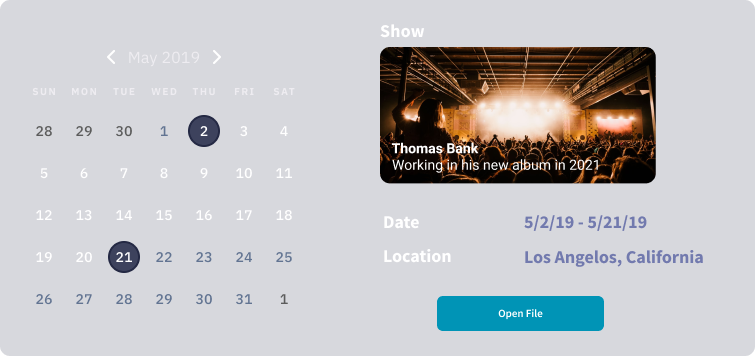 May 2019
SUN MON TUE WED THU FRI SAT
28 29 30 1 2 3 4
5 6 7 8 9 10 11
12 13 14 15 16 17 18
19 20 21 22 23 24 25
26 27 28 29 30 31 1
Show
Thomas Bank
Working in his new album in 2021
Date 5/2/19 - 5/21/19
Location Los Angelos, California
Open File